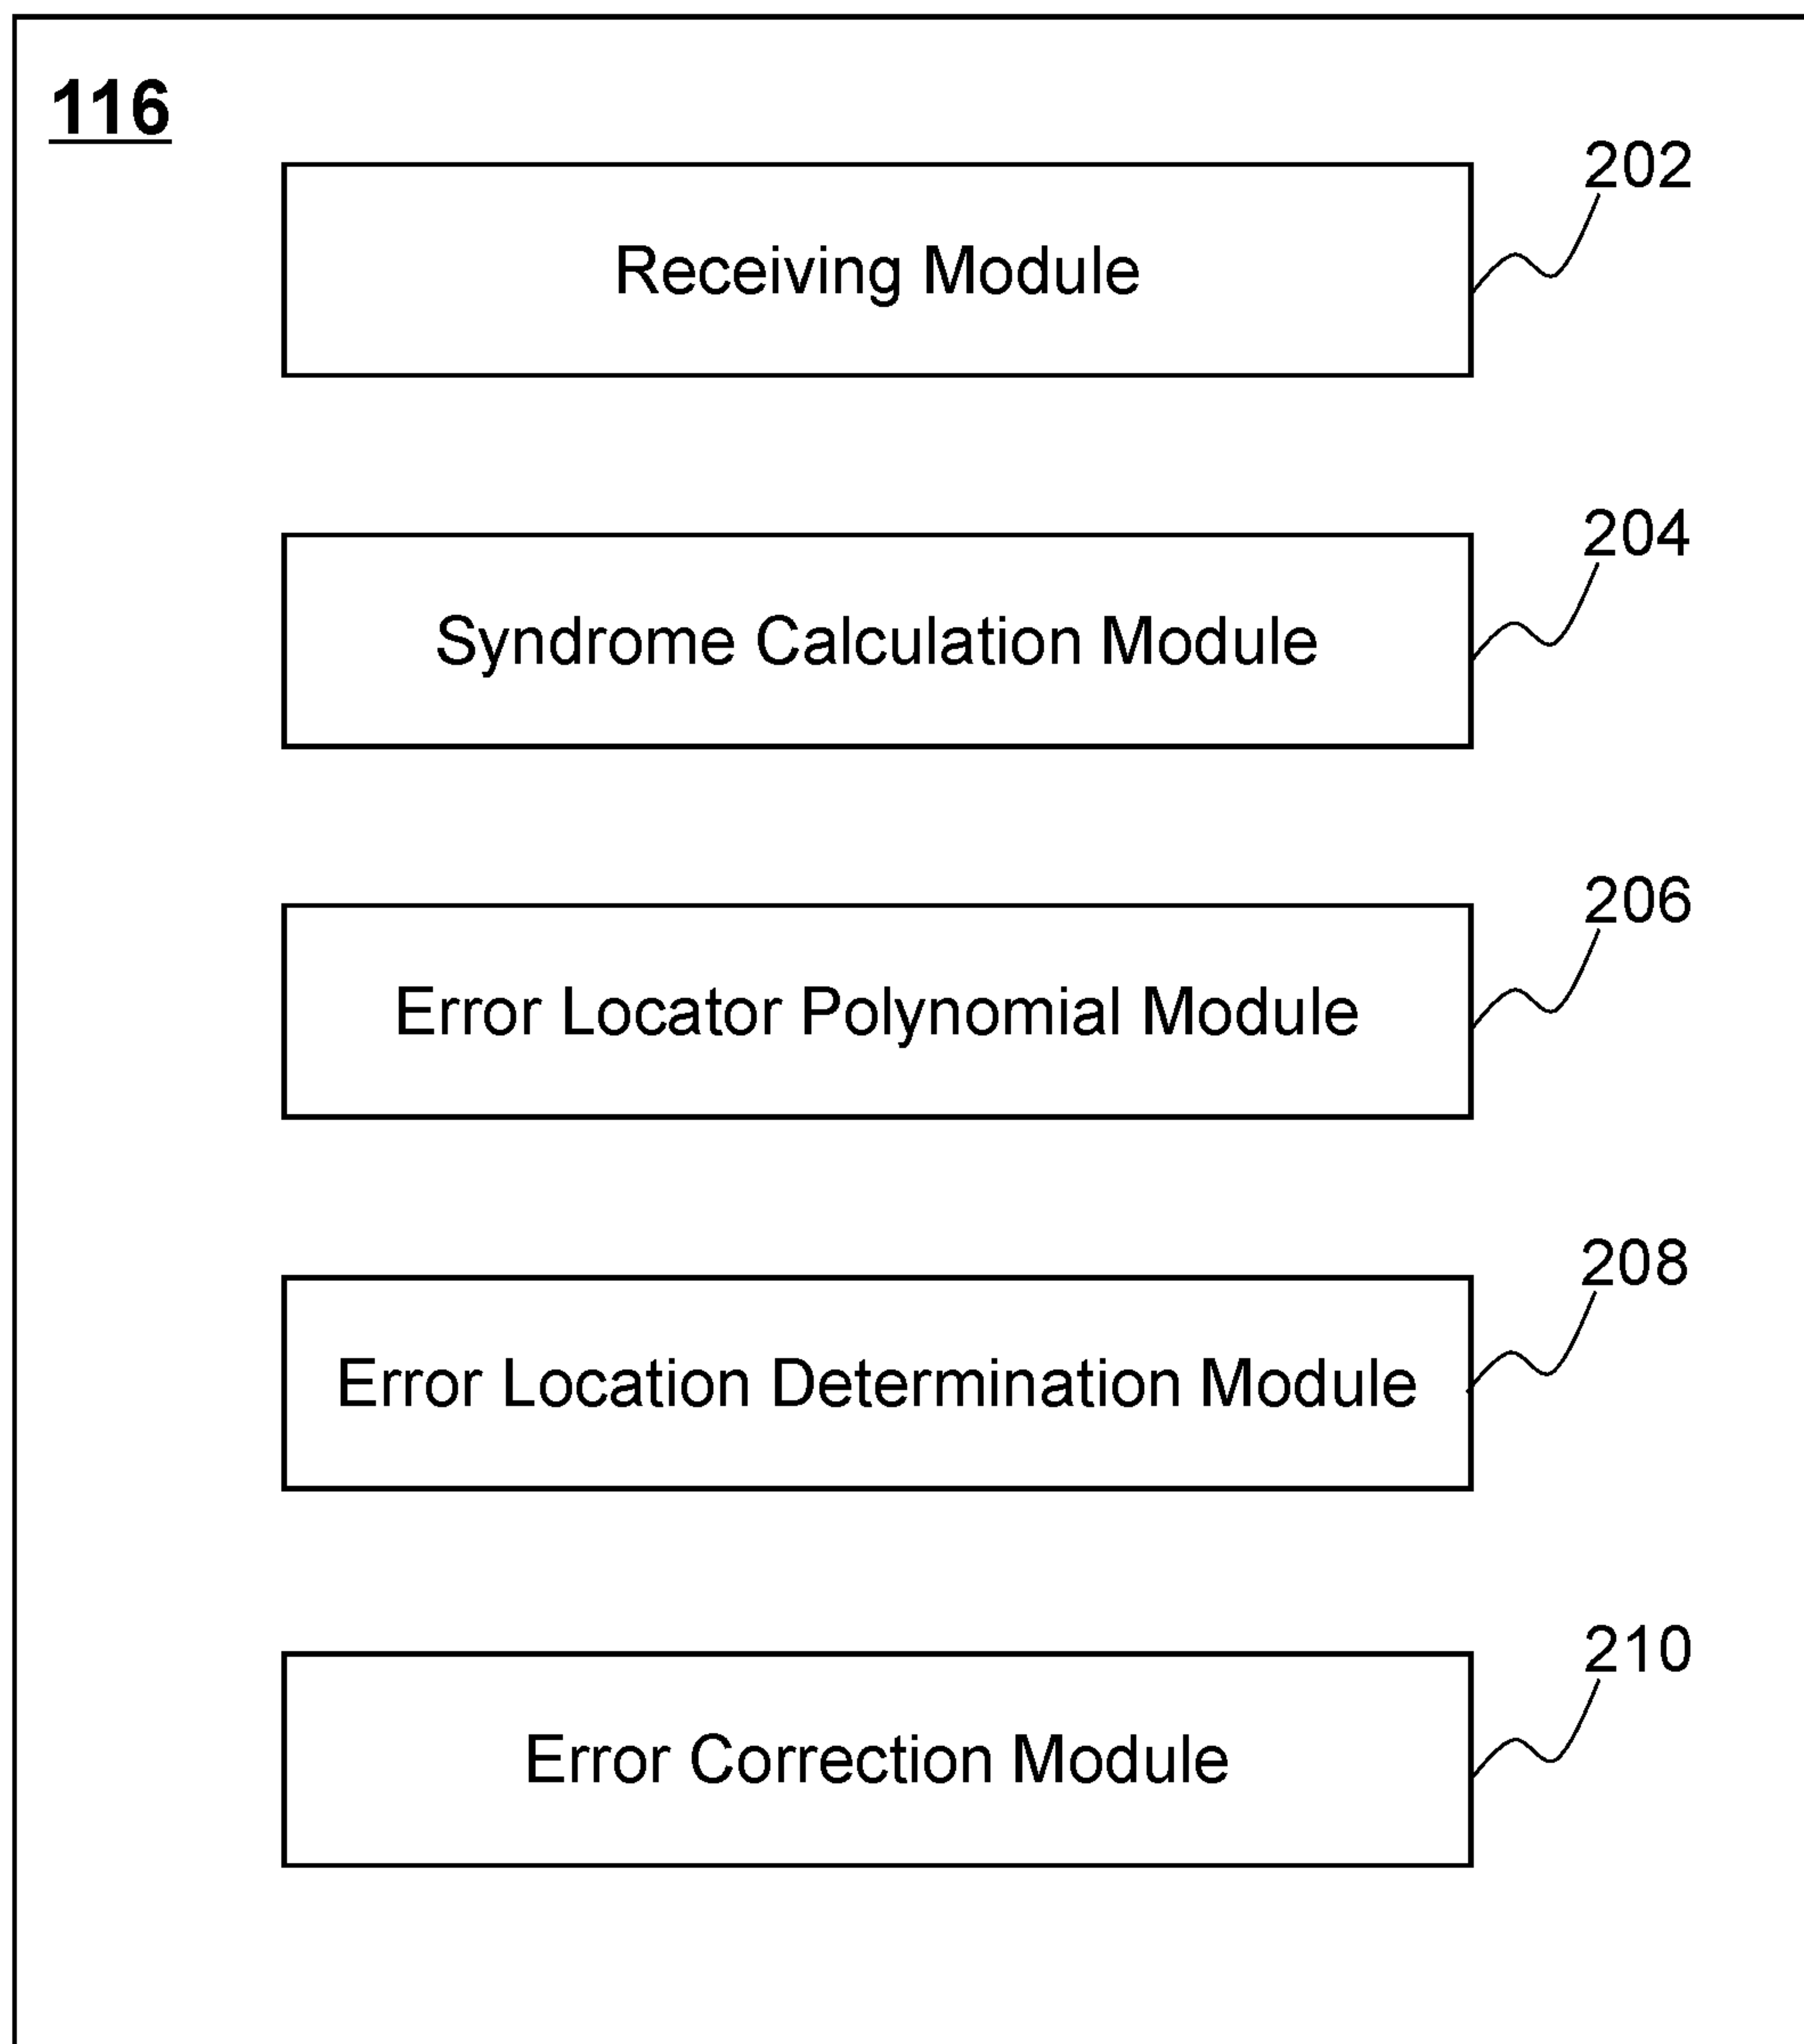 116
202
Receiving Module
204
Syndrome Calculation Module
206
Error Locator Polynomial Module
208
Error Location Determination Module
210
Error Correction Module